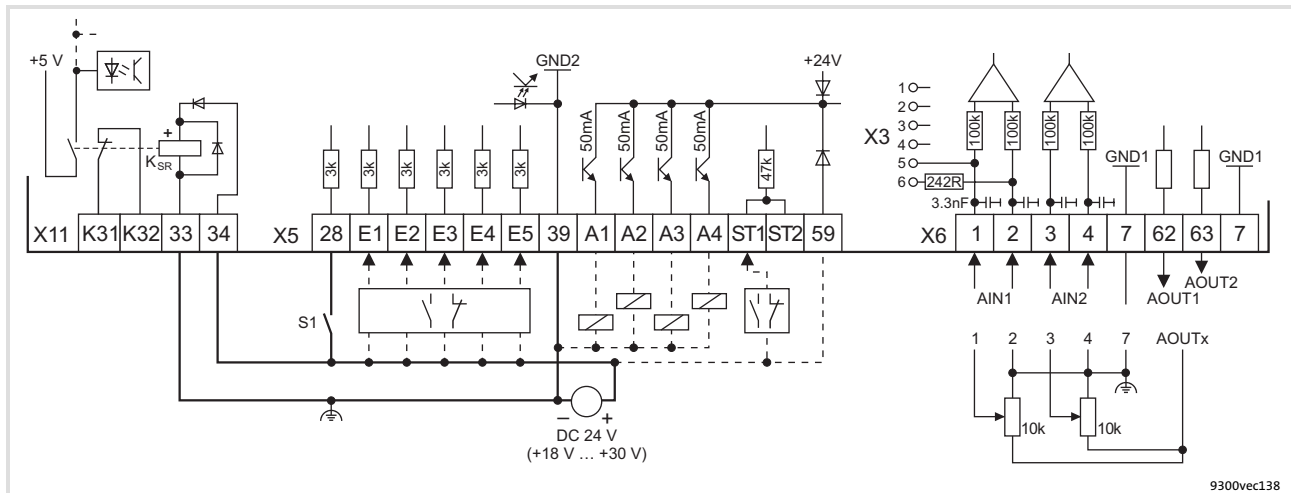 +5 V
+
KSR
GND2
+24V
50mA
50mA
50mA
50mA
3k
3k
3k
3k
3k
3k
47k
X3
1
2
3
4
5
6
242R
100k
100k
100k
100k
3.3nF
GND1
GND1
X11 K31 K32 33 34
X5 28 E1 E2 E3 E4 E5 39 A1 A2 A3 A4 ST1 ST2 59
X6 1 2 3 4 7 62 63 7
S1
AIN1
AIN2
AOUT1
AOUT2
1 2 3 4 7 AOUTx
10k
10k
– +
DC 24 V
(+18 V ... +30 V)
9300vec138